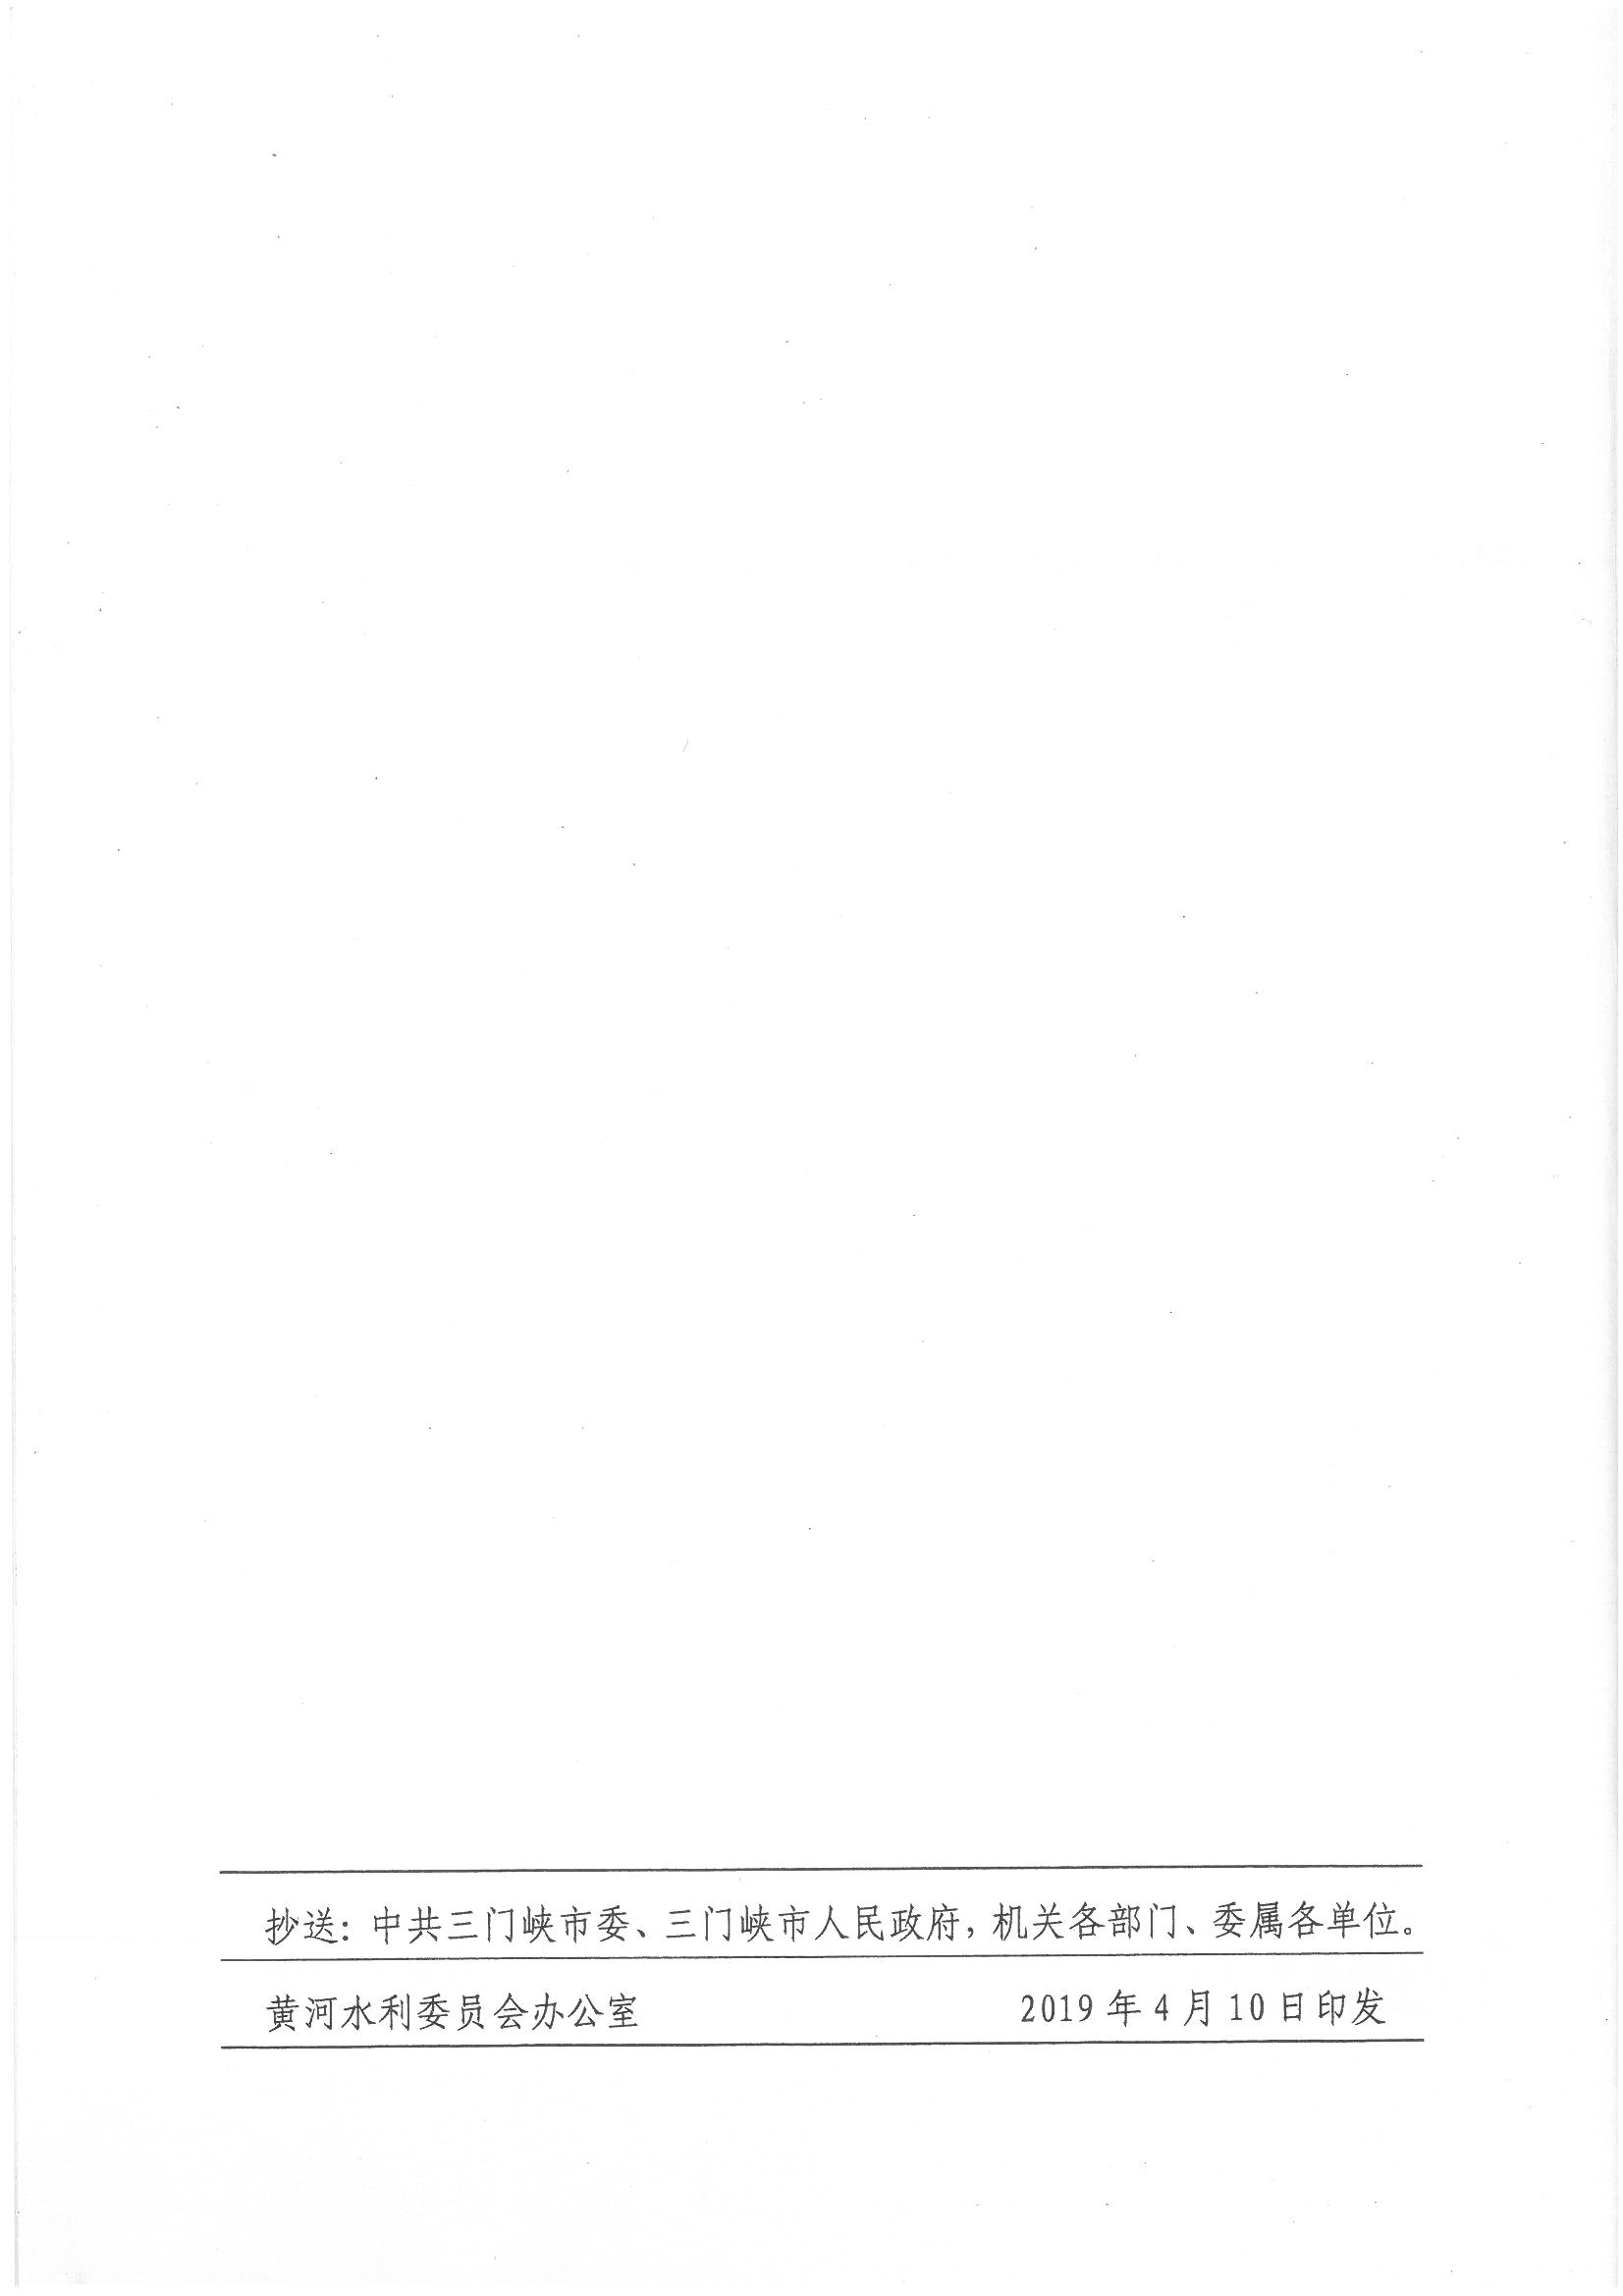 抄送：中共三门峡市委、三门峡市人民政府，机关各部门、委属各单位。
黄河水利委员会办公室 2019年4月10日印发